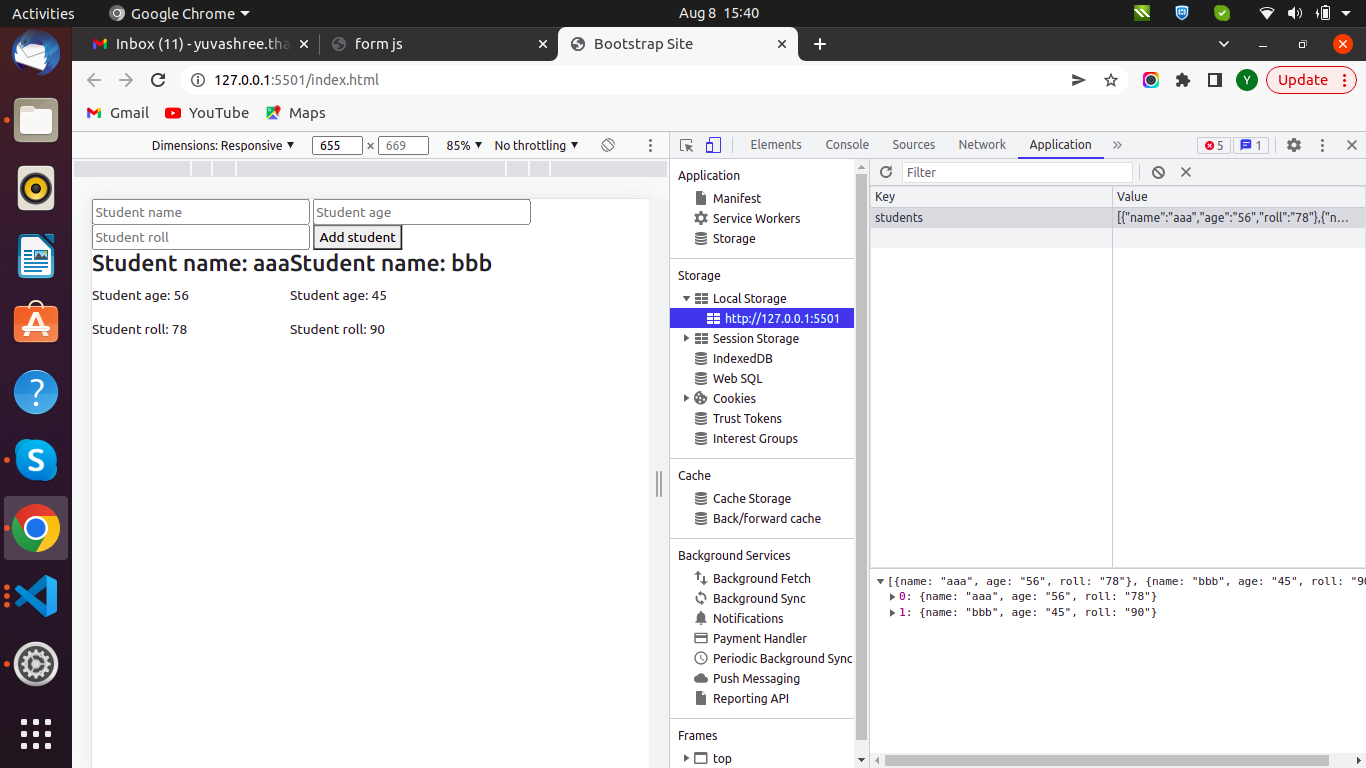 Activities
Google Chrome
Aug 8 15:40
Inbox (11) - yuvashree.tha
form js
Bootstrap Site
127.0.0.1:5501/index.html
Y
Update
Gmail
YouTube
Maps
Dimensions: Responsive
655
×
669
85%
No throttling
Elements
Console
Sources
Network
Application
5
1
Student name
Student age
Student roll
Add student
Student name: aaa
Student age: 56
Student roll: 78
Student name: bbb
Student age: 45
Student roll: 90
Application
Manifest
Service Workers
Storage
Storage
Local Storage
http://127.0.0.1:5501
Session Storage
IndexedDB
Web SQL
Cookies
Trust Tokens
Interest Groups
Cache
Cache Storage
Back/forward cache
Background Services
Background Fetch
Background Sync
Notifications
Payment Handler
Periodic Background Sync
Push Messaging
Reporting API
Frames
top
Filter
Key
Value
students
[{"name":"aaa","age":"56","roll":"78"},{"n…
[{name: "aaa", age: "56", roll: "78"}, {name: "bbb", age: "45", roll: "90
0: {name: "aaa", age: "56", roll: "78"}
1: {name: "bbb", age: "45", roll: "90"}